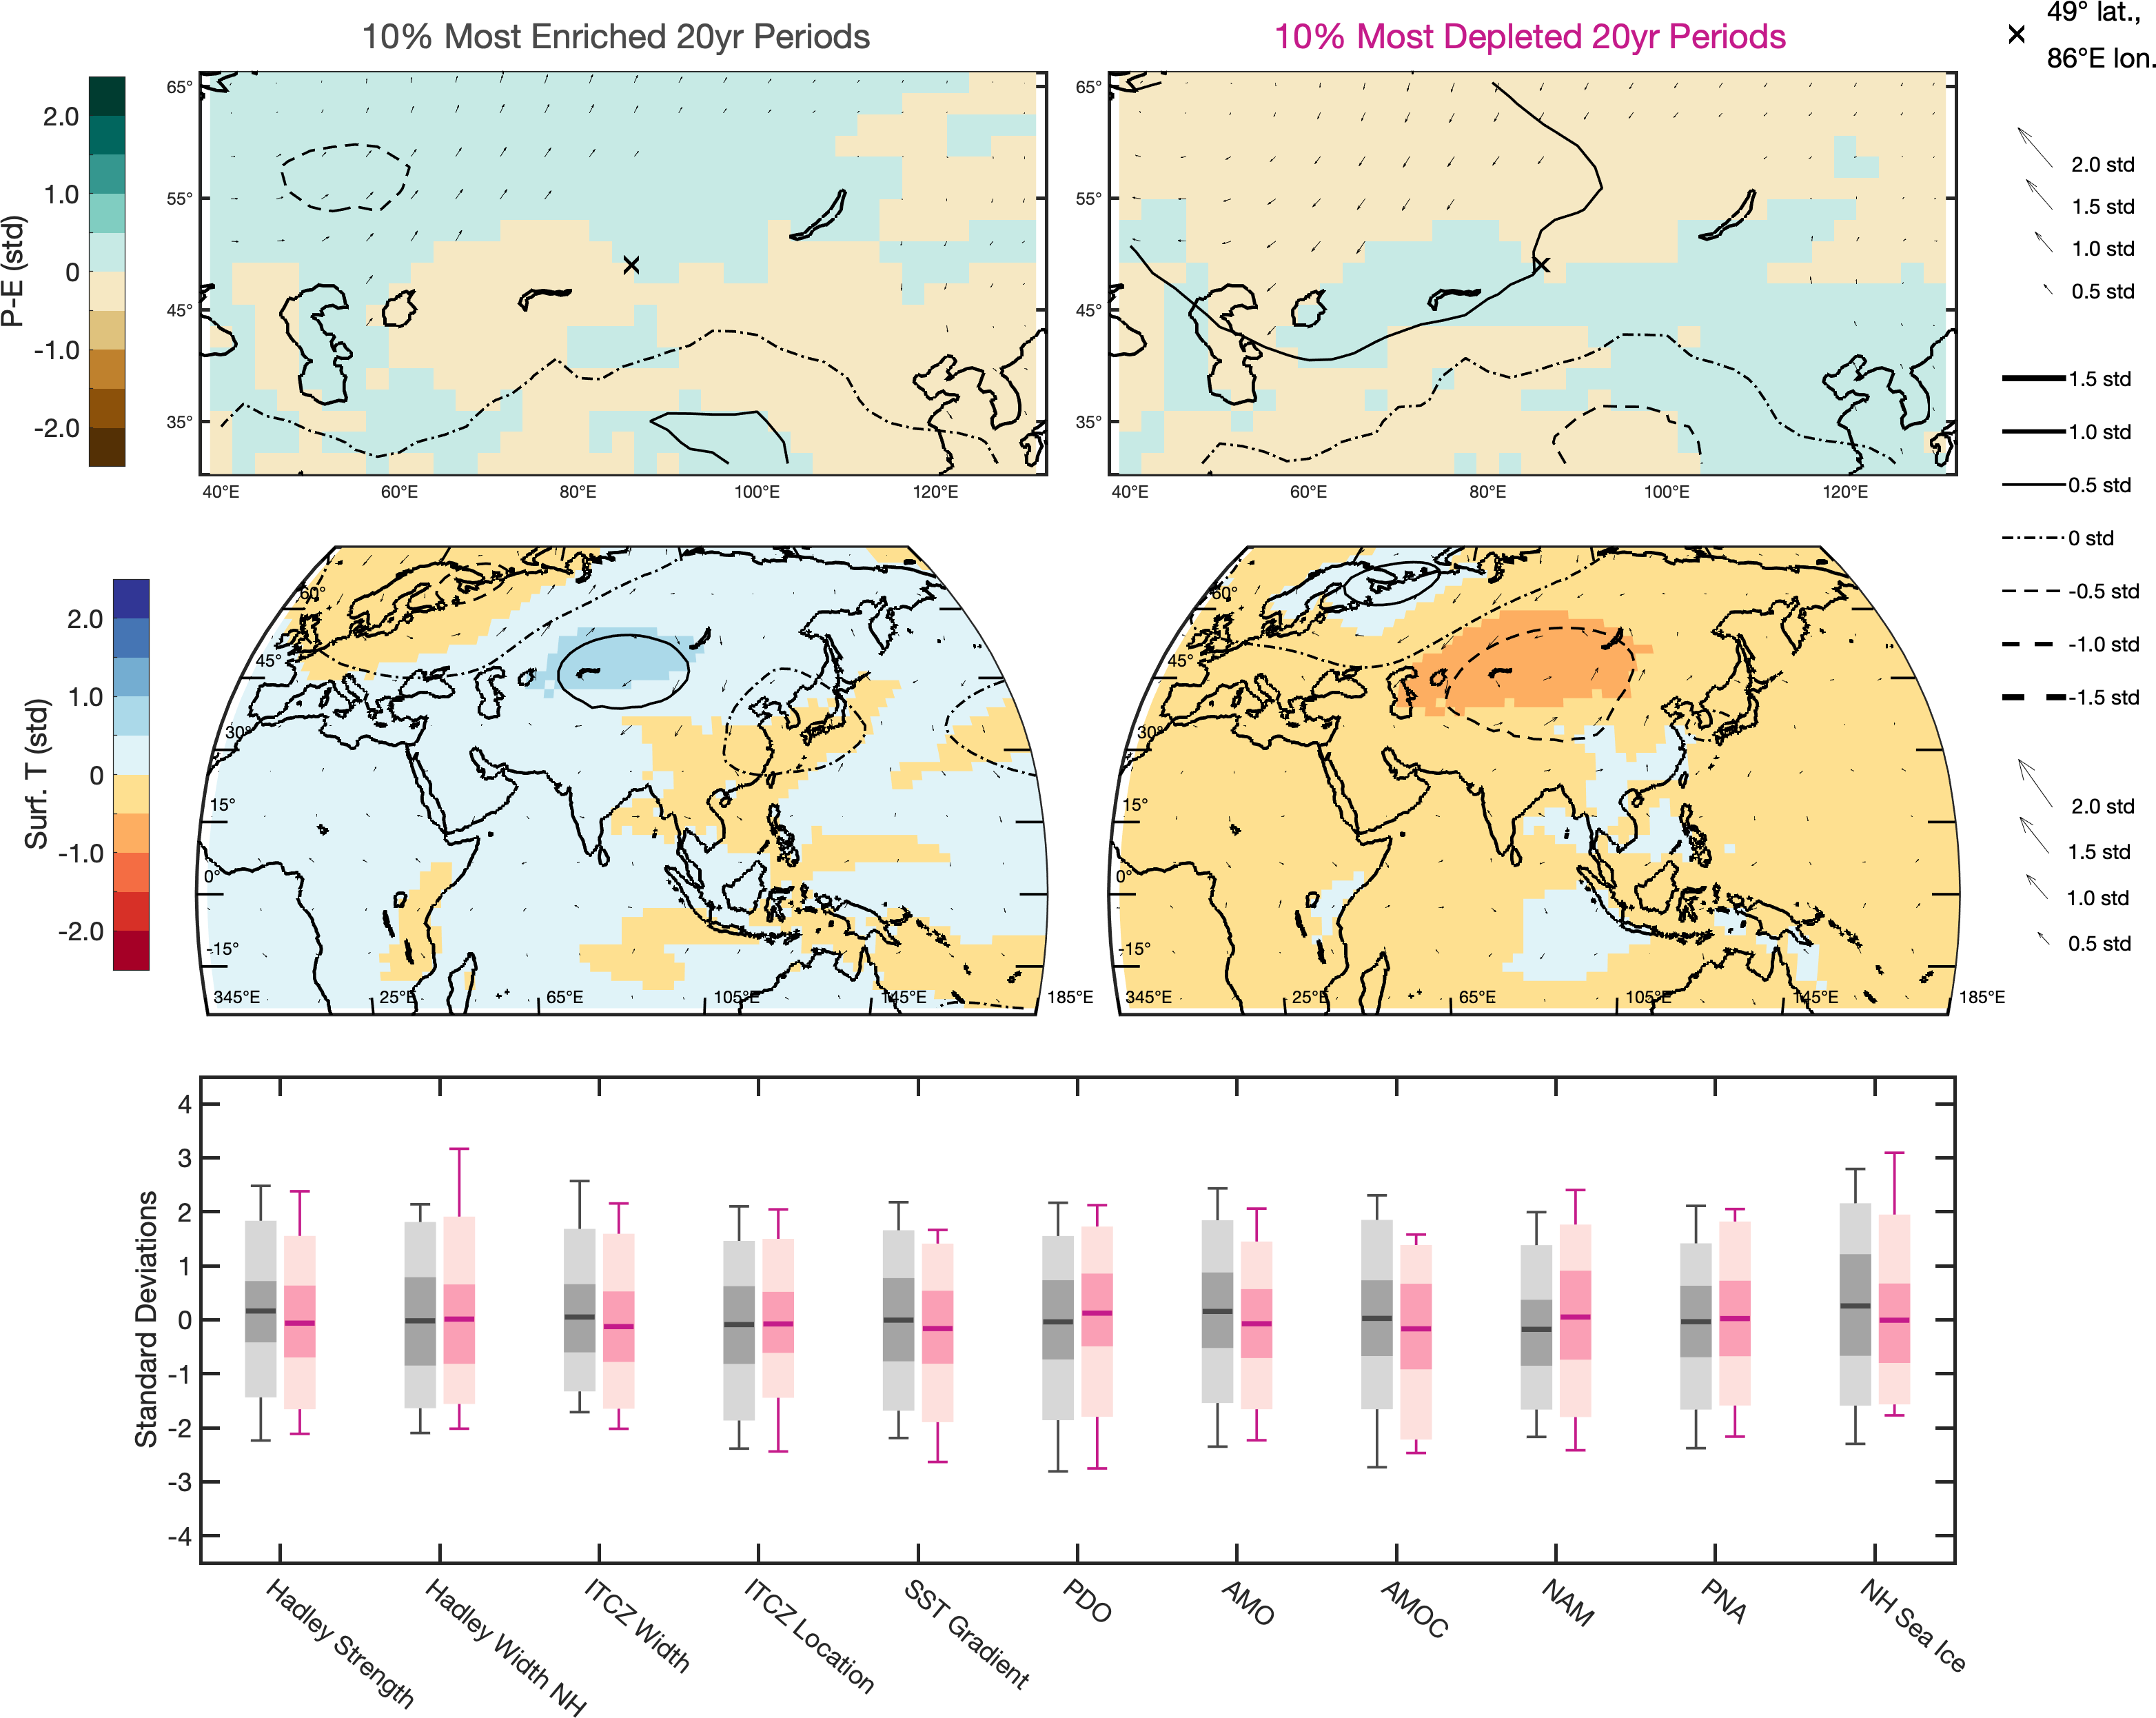 10% Most Enriched 20yr Periods
10% Most Depleted 20yr Periods
49° lat.,
86°E lon.
P-E (std)
2.0
1.0
0
-1.0
-2.0
65°
55°
45°
35°
40°E 60°E 80°E 100°E 120°E
65°
55°
45°
35°
40°E 60°E 80°E 100°E 120°E
2.0 std
1.5 std
1.0 std
0.5 std
1.5 std
1.0 std
0.5 std
0 std
-0.5 std
-1.0 std
-1.5 std
Surf. T (std)
2.0
1.0
0
-1.0
-2.0
60°
45°
30°
15°
0°
-15°
345°E 25°E 65°E 105°E 145°E 185°E
60°
45°
30°
15°
0°
-15°
345°E 25°E 65°E 105°E 145°E 185°E
2.0 std
1.5 std
1.0 std
0.5 std
Standard Deviations
4
3
2
1
0
-1
-2
-3
-4
Hadley Strength
Hadley Width NH
ITCZ Width
ITCZ Location
SST Gradient
PDO
AMO
AMOC
NAM
PNA
NH Sea Ice